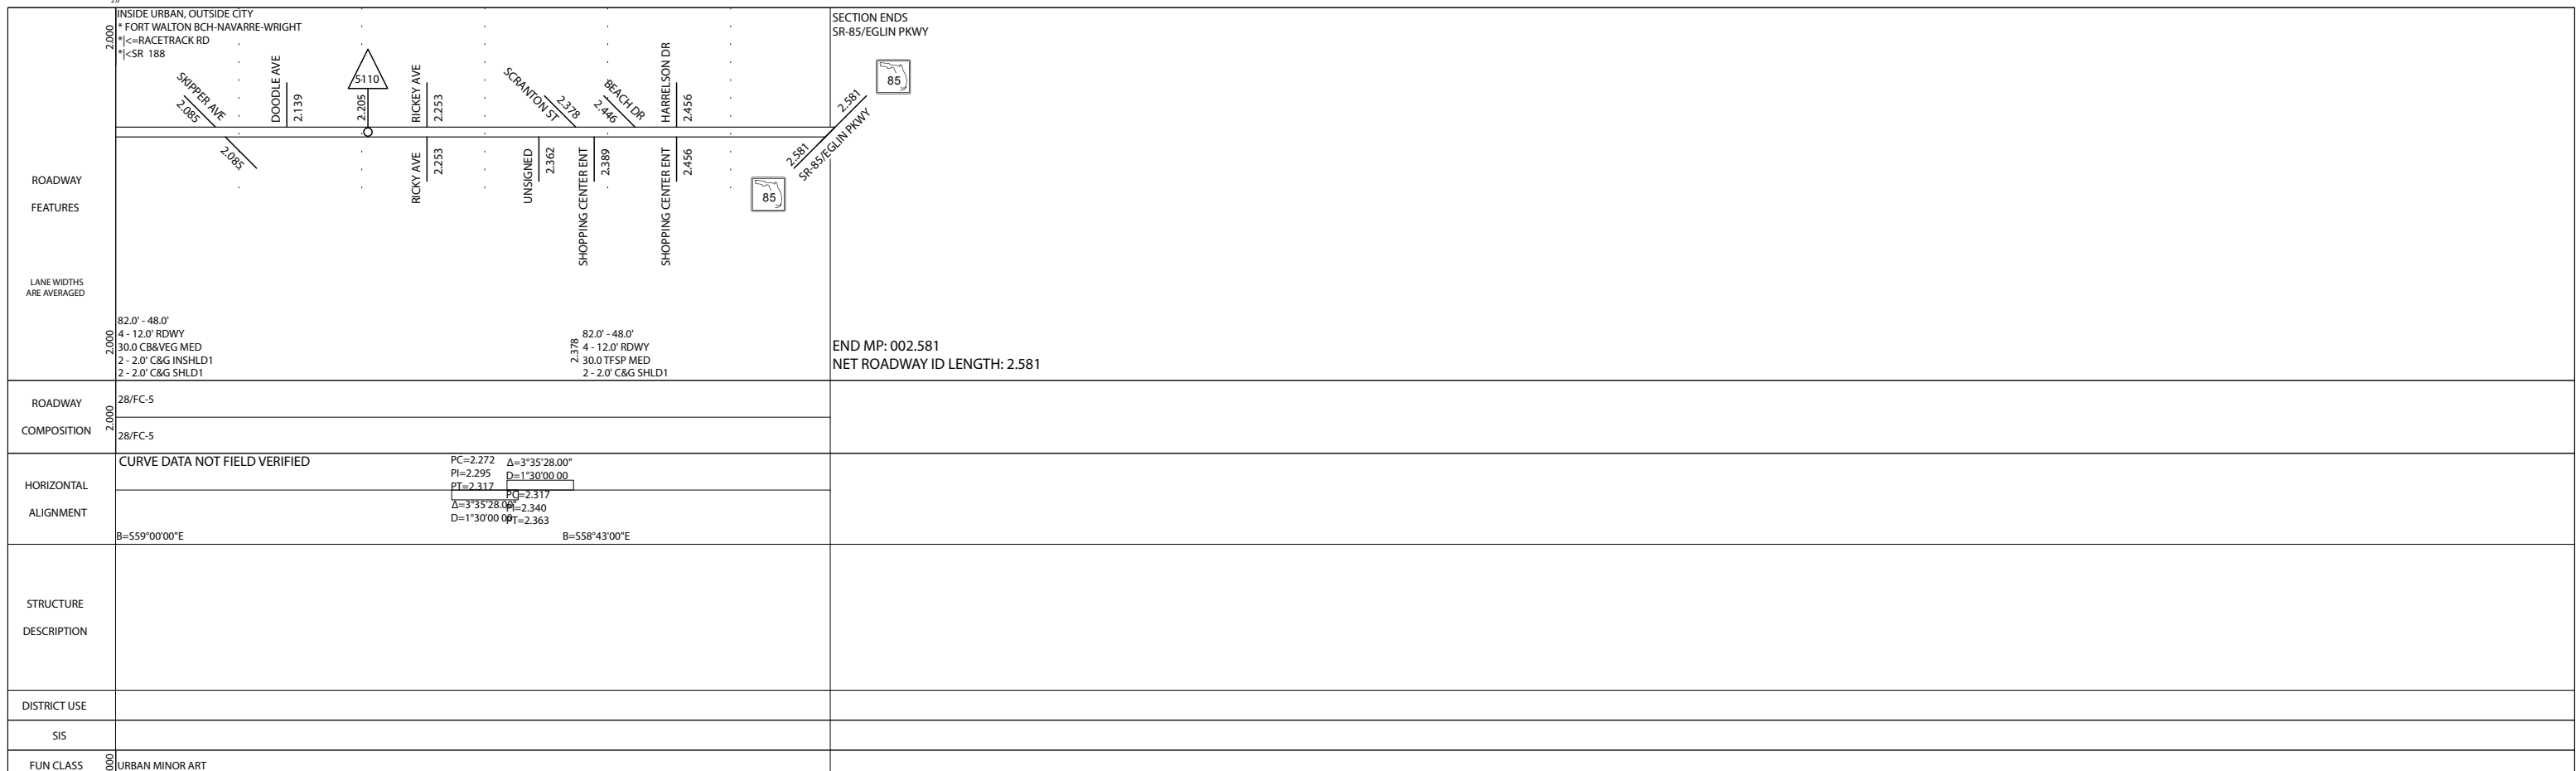 2.000
INSIDE URBAN, OUTSIDE CITY
* FORT WALTON BCH-NAVARRE-WRIGHT
*|<=RACETRACK RD
*|<SR 188
SECTION ENDS
SR-85/EGLIN PKWY
SKIPPER AVE
2.085
2.085
DOODLE AVE
2.139
5110
2.205
RICKEY AVE
2.253
RICKY AVE
2.253
UNSIGNED
2.362
SCRANTON ST
2.378
SHOPPING CENTER ENT
2.389
BEACH DR
2.446
HARRELSON DR
2.456
SHOPPING CENTER ENT
2.456
2.581
2.581
SR-85/EGLIN PKWY
85
85
ROADWAY
FEATURES
LANE WIDTHS
ARE AVERAGED
2.000
82.0' - 48.0'
4 - 12.0' RDWY
30.0 CB&VEG MED
2 - 2.0' C&G INSHLD1
2 - 2.0' C&G SHLD1
2.378
82.0' - 48.0'
4 - 12.0' RDWY
30.0 TFSP MED
2 - 2.0' C&G SHLD1
END MP: 002.581
NET ROADWAY ID LENGTH: 2.581
ROADWAY
COMPOSITION
2.000
28/FC-5
28/FC-5
HORIZONTAL
ALIGNMENT
CURVE DATA NOT FIELD VERIFIED
PC=2.272
PI=2.295
PT=2.317
Δ=3°35'28.00"
D=1°30'00 00
Δ=3°35'28.00"
D=1°30'00 00
PC=2.317
PI=2.340
PT=2.363
B=S59°00'00"E
B=S58°43'00"E
STRUCTURE
DESCRIPTION
DISTRICT USE
SIS
FUN CLASS
URBAN MINOR ART